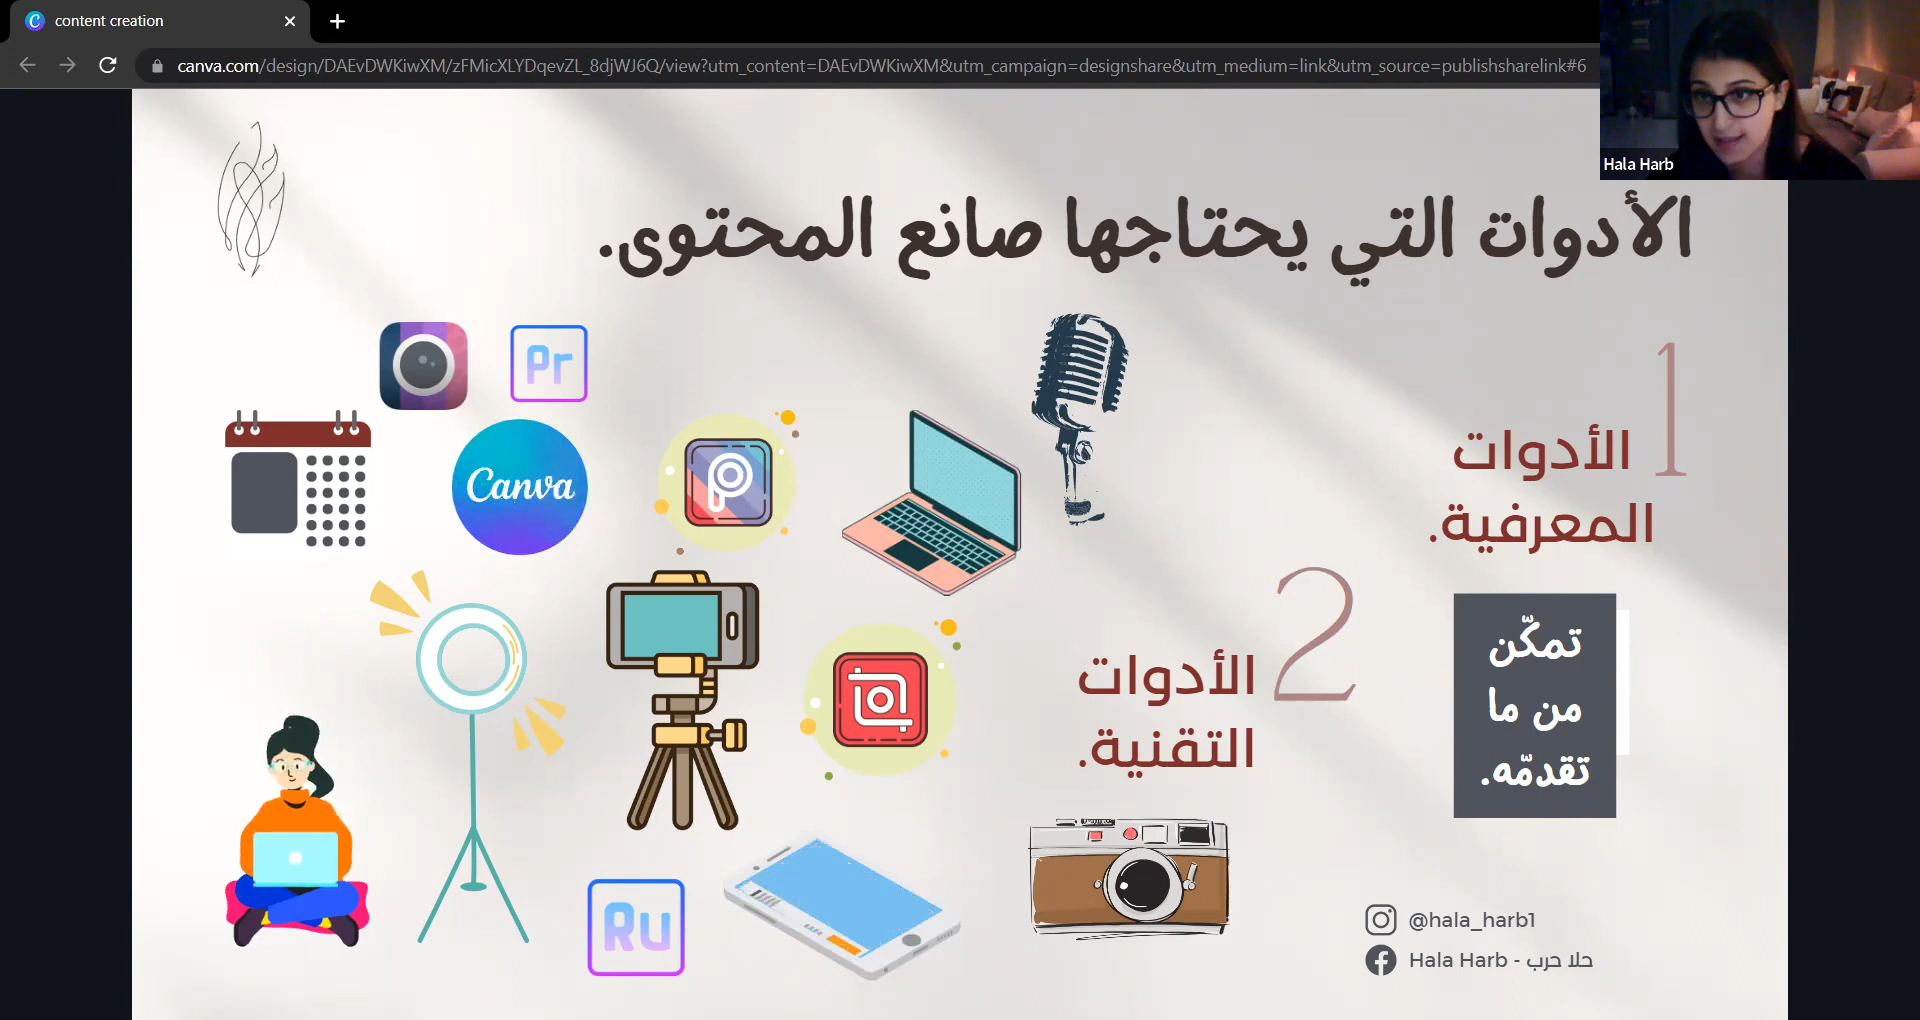 content creation
canva.com/design/DAEvDWKiwXM/zFMicXLYDqevZL_8djWJ6Q/view?utm_content=DAEvDWKiwXM&utm_campaign=designshare&utm_medium=link&utm_source=publishsharelink#6
Hala Harb
الأدوات التي يحتاجها صانع المحتوى.
1
الأدوات
المعرفية.
تمكّن
من ما
تقدمّه.
2
الأدوات
التقنية.
Pr
Canva
Ru
@hala_harb1
Hala Harb - حلا حرب